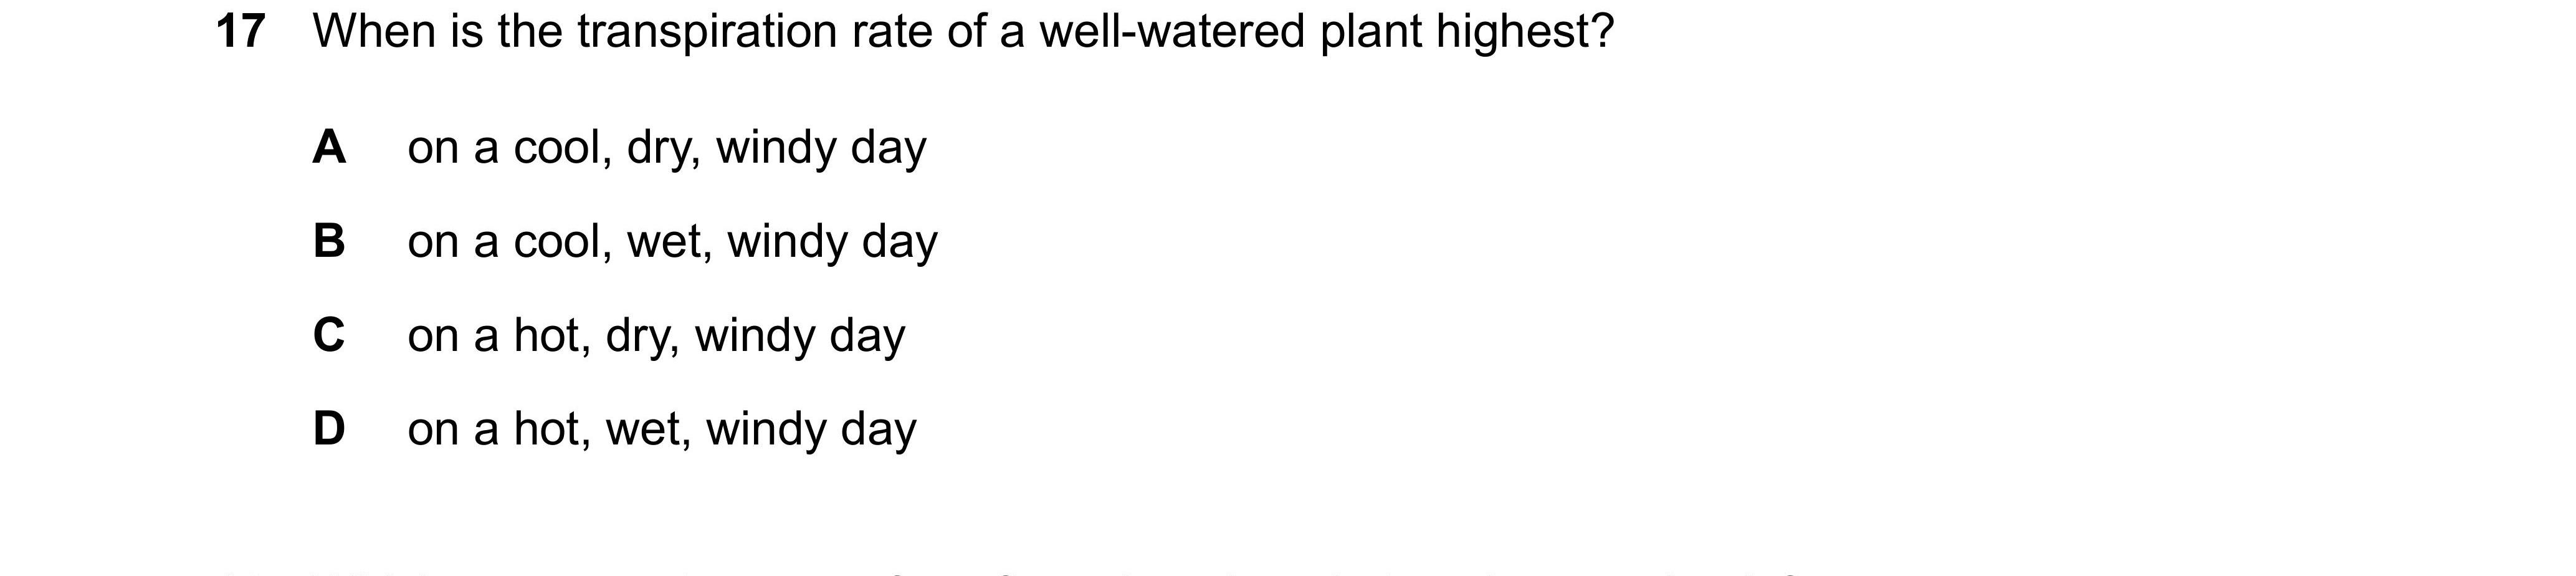 17 When is the transpiration rate of a well-watered plant highest?
A on a cool, dry, windy day
B on a cool, wet, windy day
C on a hot, dry, windy day
D on a hot, wet, windy day